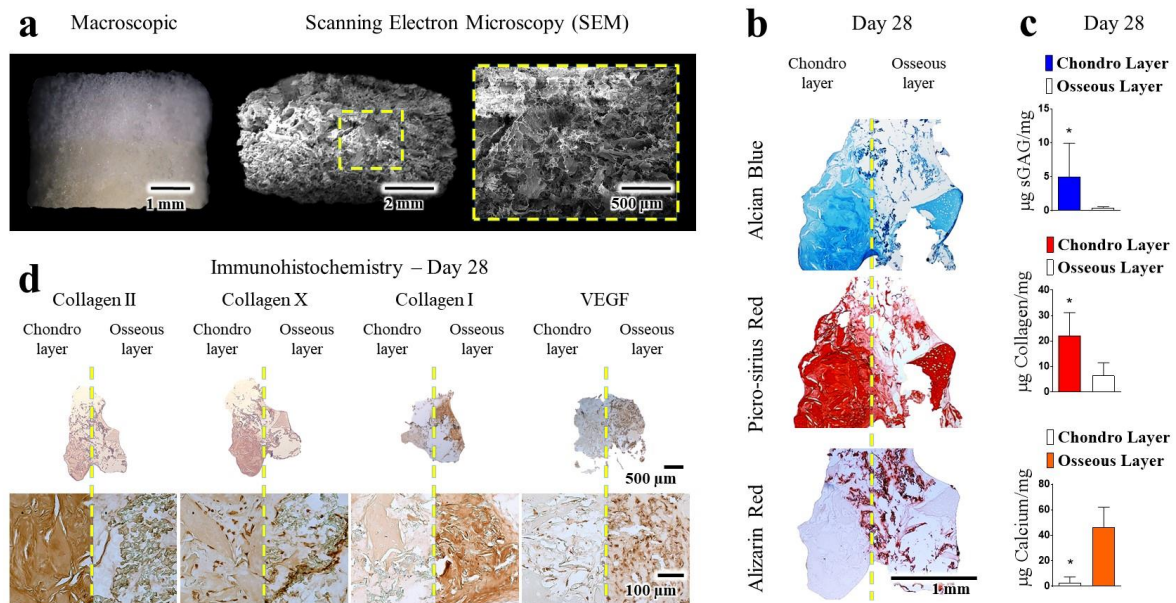 a
Macroscopic
Scanning Electron Microscopy (SEM)
1 mm
2 mm
500 µm
b
Day 28
Chondro layer
Osseous layer
Alcian Blue
Picro-sirius Red
Alizarin Red
1 mm
c
Day 28
Chondro Layer
Osseous Layer
µg sGAG/mg
15
10
5
0
*
Chondro Layer
Osseous Layer
µg Collagen/mg
40
30
20
10
0
*
Chondro Layer
Osseous Layer
µg Calcium/mg
80
60
40
20
0
*
d
Immunohistochemistry – Day 28
Collagen II
Collagen X
Collagen I
VEGF
Chondro layer
Osseous layer
Chondro layer
Osseous layer
Chondro layer
Osseous layer
Chondro layer
Osseous layer
500 µm
100 µm